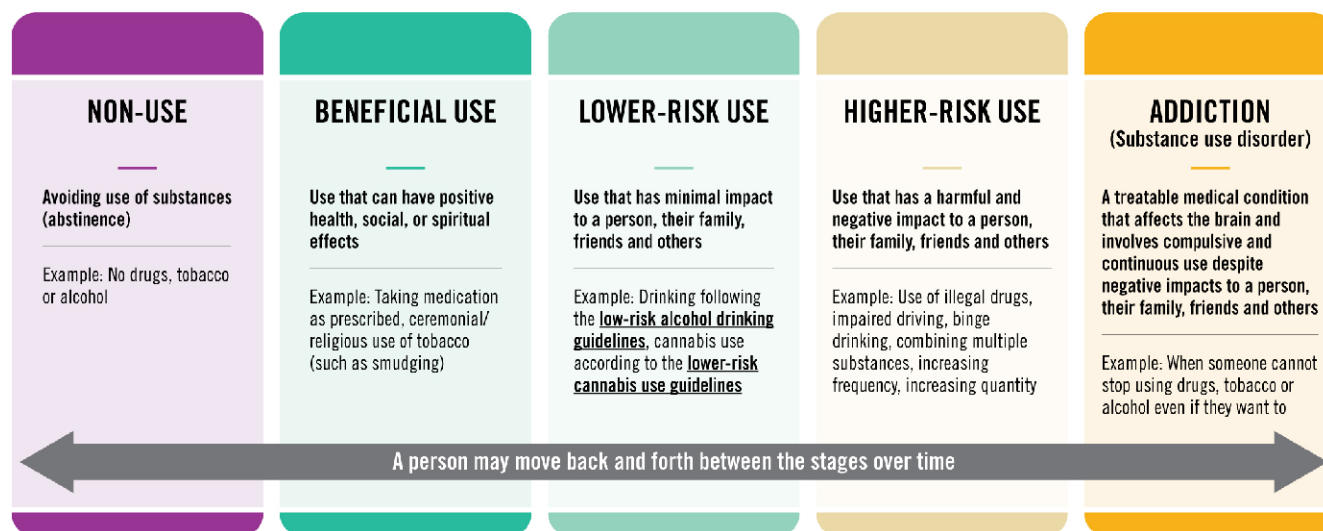 NON-USE
Avoiding use of substances
(abstinence)
Example: No drugs, tobacco
or alcohol
BENEFICIAL USE
Use that can have positive
health, social, or spiritual
effects
Example: Taking medication
as prescribed, ceremonial/
religious use of tobacco
(such as smudging)
LOWER-RISK USE
Use that has minimal impact
to a person, their family,
friends and others
Example: Drinking following
the low-risk alcohol drinking
guidelines, cannabis use
according to the lower-risk
cannabis use guidelines
HIGHER-RISK USE
Use that has a harmful and
negative impact to a person,
their family, friends and others
Example: Use of illegal drugs,
impaired driving, binge
drinking, combining multiple
substances, increasing
frequency, increasing quantity
ADDICTION
(Substance use disorder)
A treatable medical condition
that affects the brain and
involves compulsive and
continuous use despite
negative impacts to a person,
their family, friends and others
Example: When someone cannot
stop using drugs, tobacco or
alcohol even if they want to
A person may move back and forth between the stages over time